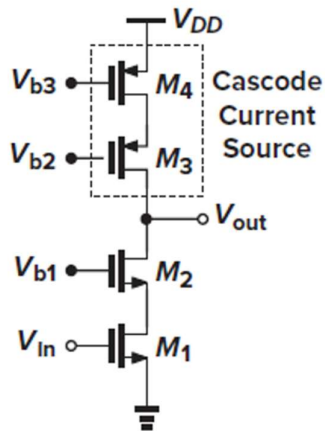 VDD
Vb3
M4
Cascode
Current
Source
Vb2
M3
Vout
Vb1
M2
VIn
M1